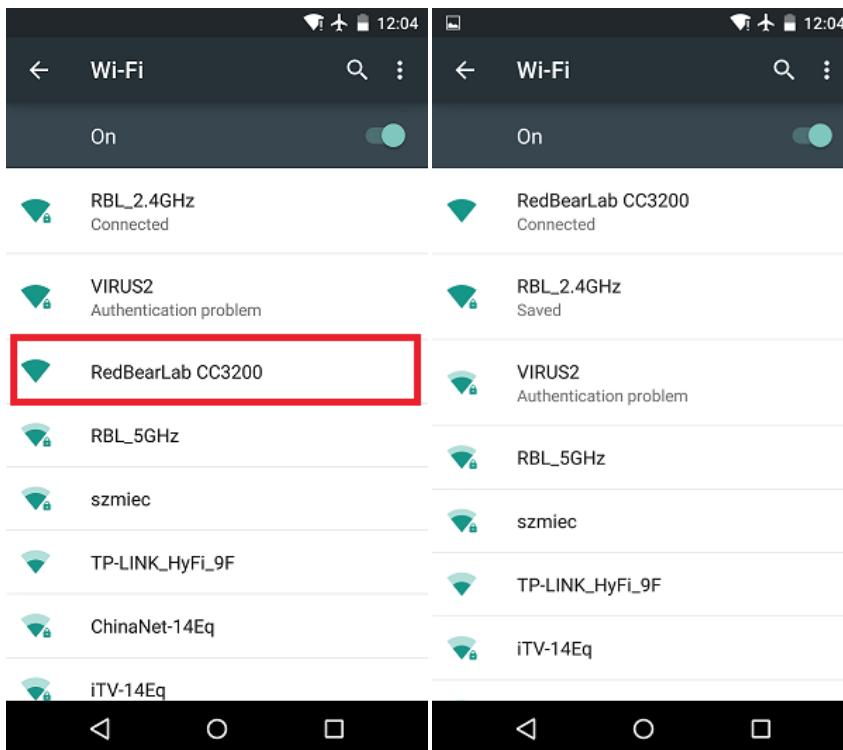 12:04
Wi-Fi
On
RBL_2.4GHz
Connected
VIRUS2
Authentication problem
RedBearLab CC3200
RBL_5GHz
szmiec
TP-LINK_HyFi_9F
ChinaNet-14Eq
iTV-14Eq
12:04
Wi-Fi
On
RedBearLab CC3200
Connected
RBL_2.4GHz
Saved
VIRUS2
Authentication problem
RBL_5GHz
szmiec
TP-LINK_HyFi_9F
iTV-14Eq